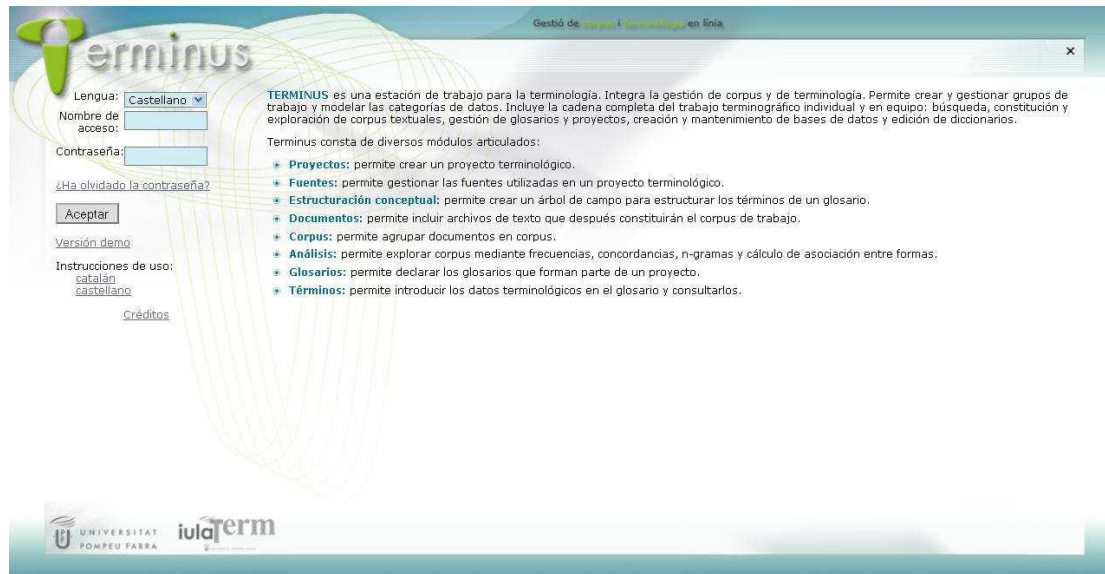 Gestió de corpus i terminologia en línia
Terminus
×
Lengua: Castellano
Nombre de acceso:
Contraseña:
¿Ha olvidado la contraseña?
Aceptar
Versión demo
Instrucciones de uso:
catalán
castellano
Créditos
TERMINUS es una estación de trabajo para la terminología. Integra la gestión de corpus y de terminología. Permite crear y gestionar grupos de
trabajo y modelar las categorías de datos. Incluye la cadena completa del trabajo terminográfico individual y en equipo: búsqueda, constitución y
exploración de corpus textuales, gestión de glosarios y proyectos, creación y mantenimiento de bases de datos y edición de diccionarios.
Terminus consta de diversos módulos articulados:
Proyectos: permite crear un proyecto terminológico.
Fuentes: permite gestionar las fuentes utilizadas en un proyecto terminológico.
Estructuración conceptual: permite crear un árbol de campo para estructurar los términos de un glosario.
Documentos: permite incluir archivos de texto que después constituirán el corpus de trabajo.
Corpus: permite agrupar documentos en corpus.
Análisis: permite explorar corpus mediante frecuencias, concordancias, n-gramas y cálculo de asociación entre formas.
Glosarios: permite declarar los glosarios que forman parte de un proyecto.
Términos: permite introducir los datos terminológicos en el glosario y consultarlos.
UNIVERSITAT
POMPEU FABRA
iulaTerm